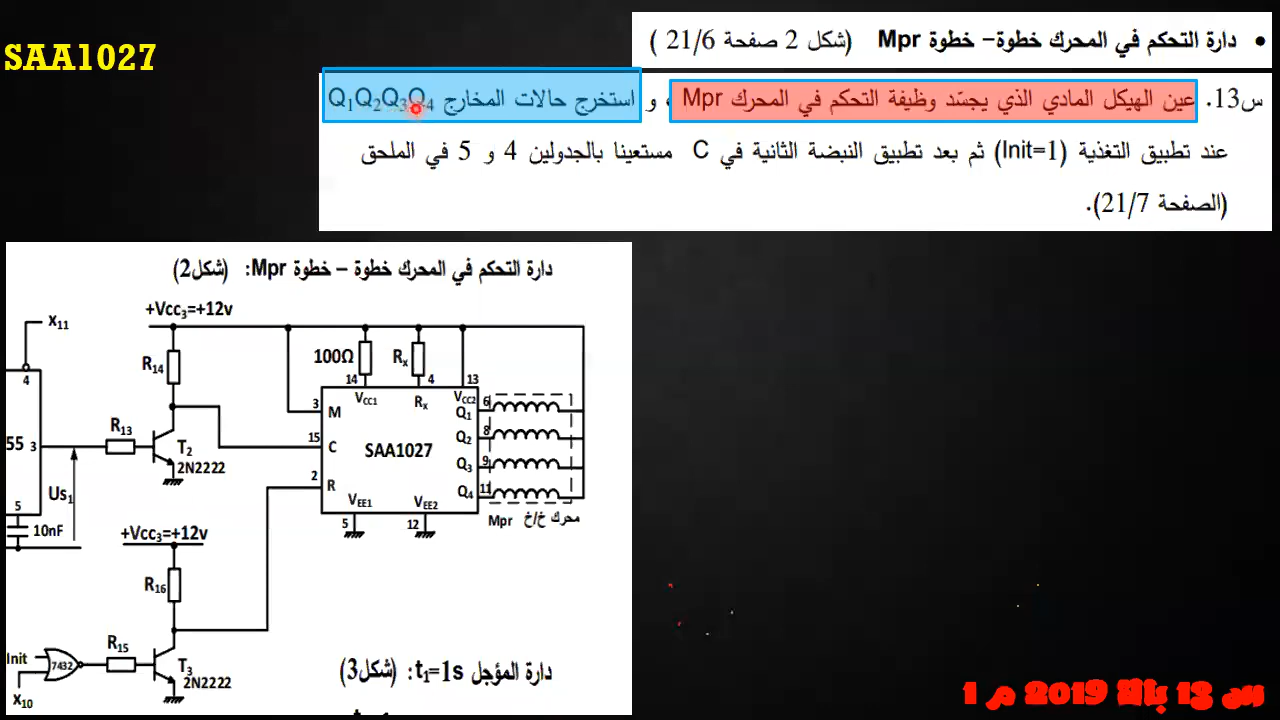 SAA1027
• دارة التحكم في المحرك خطوة– خطوة Mpr (شكل 2 صفحة 21/6 )
س13. عين الهيكل المادي الذي يجسّد وظيفة التحكم في المحرك Mpr ، و استخرج حالات المخارج Q1Q2Q3Q4
عند تطبيق التغذية (Init=1) ثم بعد تطبيق النبضة الثانية في C مستعينا بالجدولين 4 و 5 في الملحق
(الصفحة 21/7).
دارة التحكم في المحرك خطوة – خطوة Mpr: (شكل2)
+Vcc3=+12v
x11
R14
100Ω
Rx
4
14
4
13
VCC1
Rx
VCC2
6
3
M
Q1
R13
8
55
3
T2
15
C
SAA1027
Q2
2N2222
9
2
Q3
Us1
R
11
VEE1
VEE2
Q4
5
10nF
5
12
Mpr
محرك خ/خ
+Vcc3=+12v
R16
R15
Init
7432
T3
2N2222
x10
دارة المؤجل t1=1s: (شكل3)
س 13 باك 2019 م 1